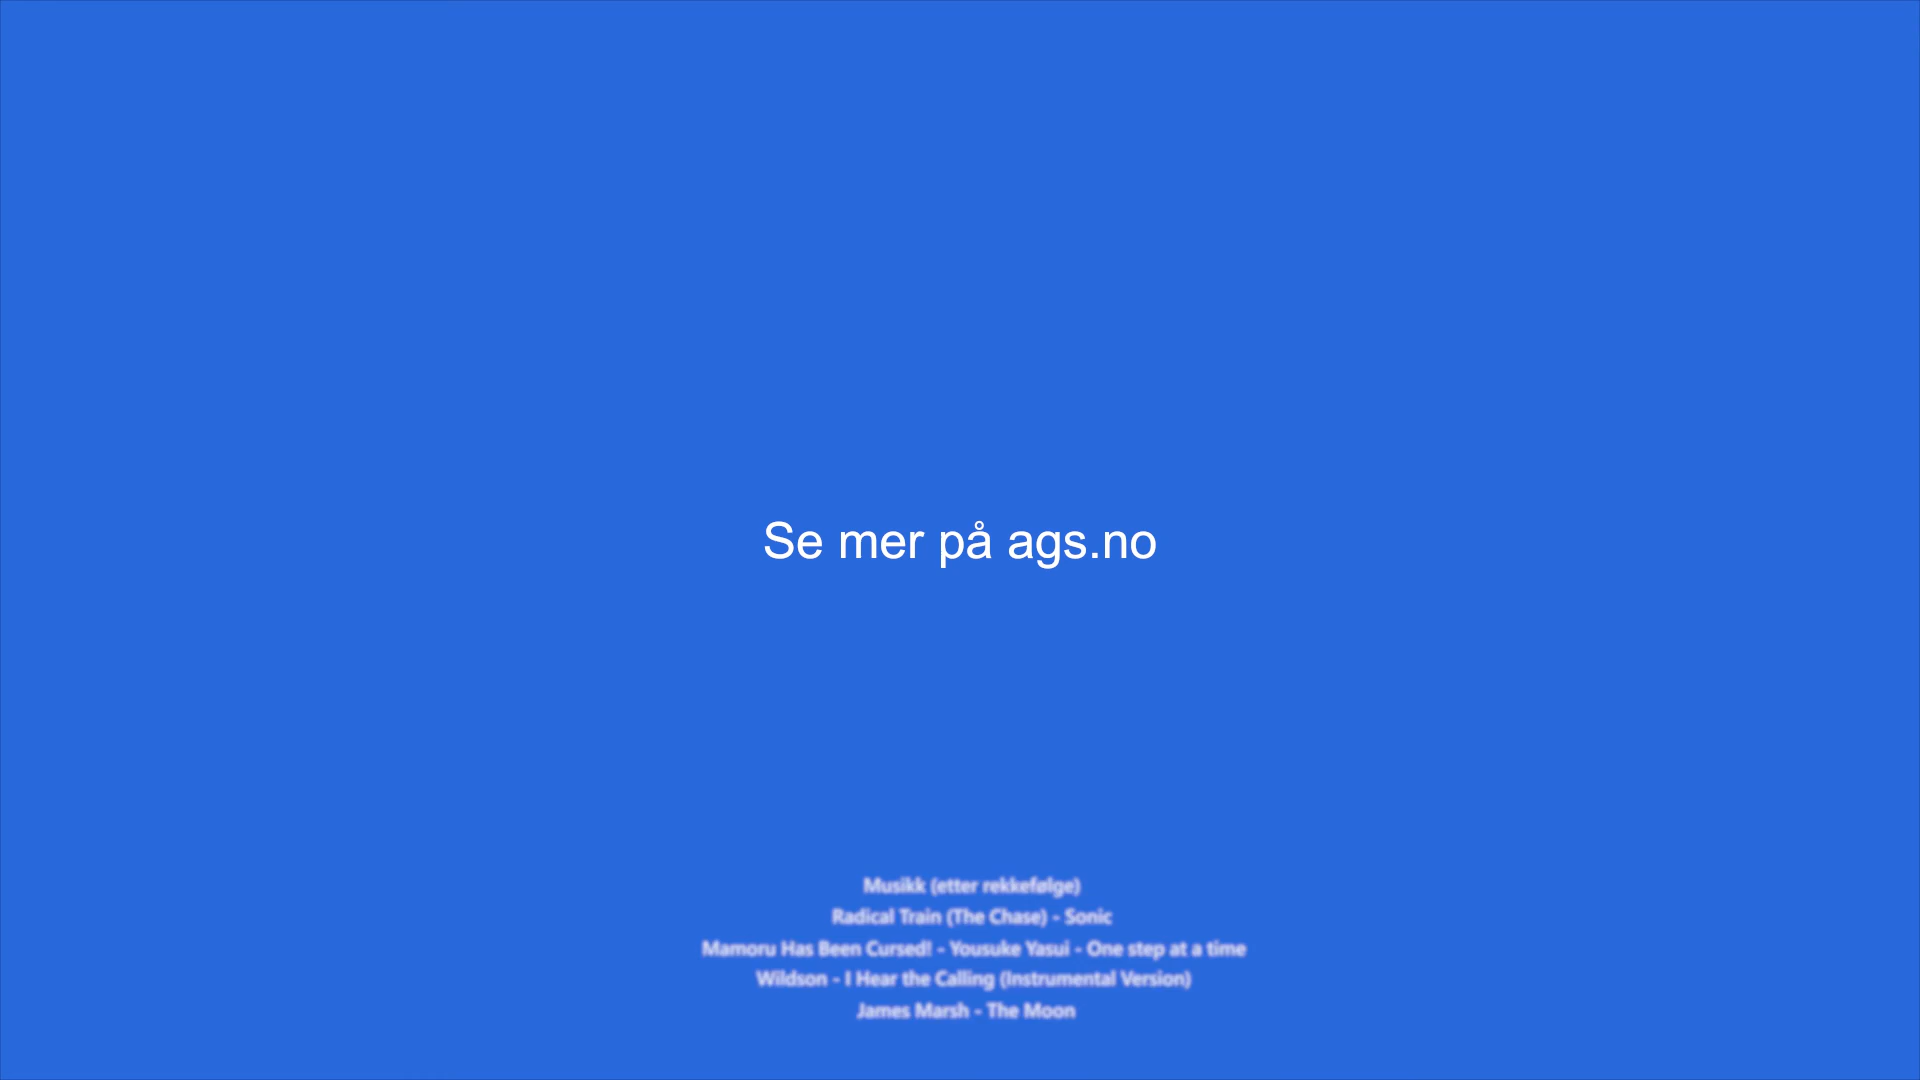 Se mer på ags.no
Musikk (etter rekkefølge)
Radical Train (The Chase) - Sonic
Mamoru Has Been Cursed! - Yousuke Yasui - One step at a time
Wildson - I Hear the Calling (Instrumental Version)
James Marsh - The Moon